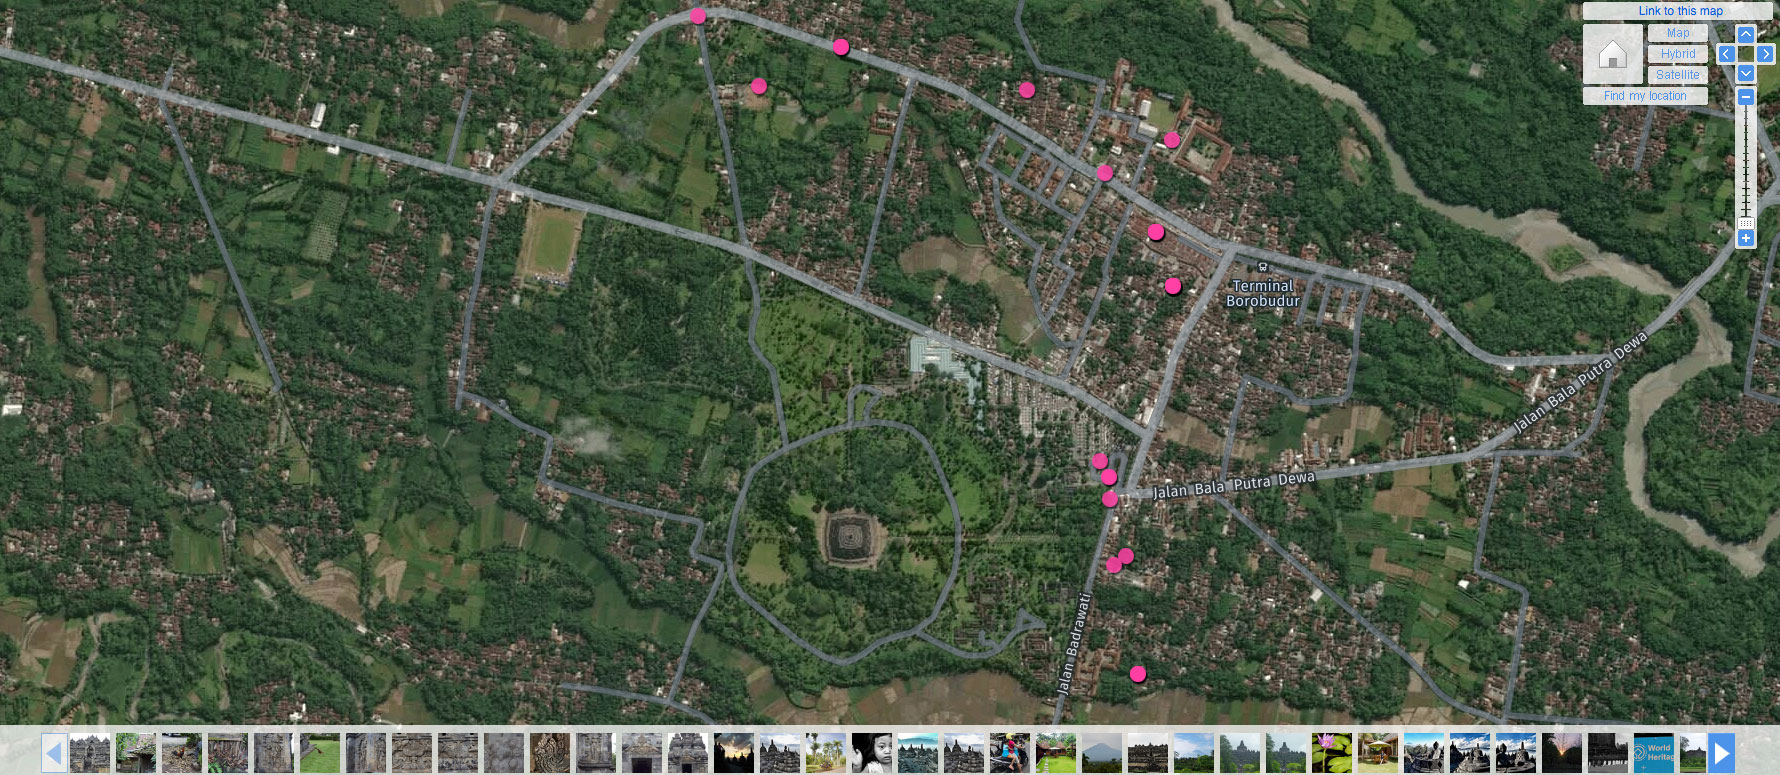 Link to this map
Map
Hybrid
Satellite
Find my location
Terminal
Borobudur
Jalan Bala Putra Dewa
Jalan Bala Putra Dewa
Jalan Badrawati
World
Heritag